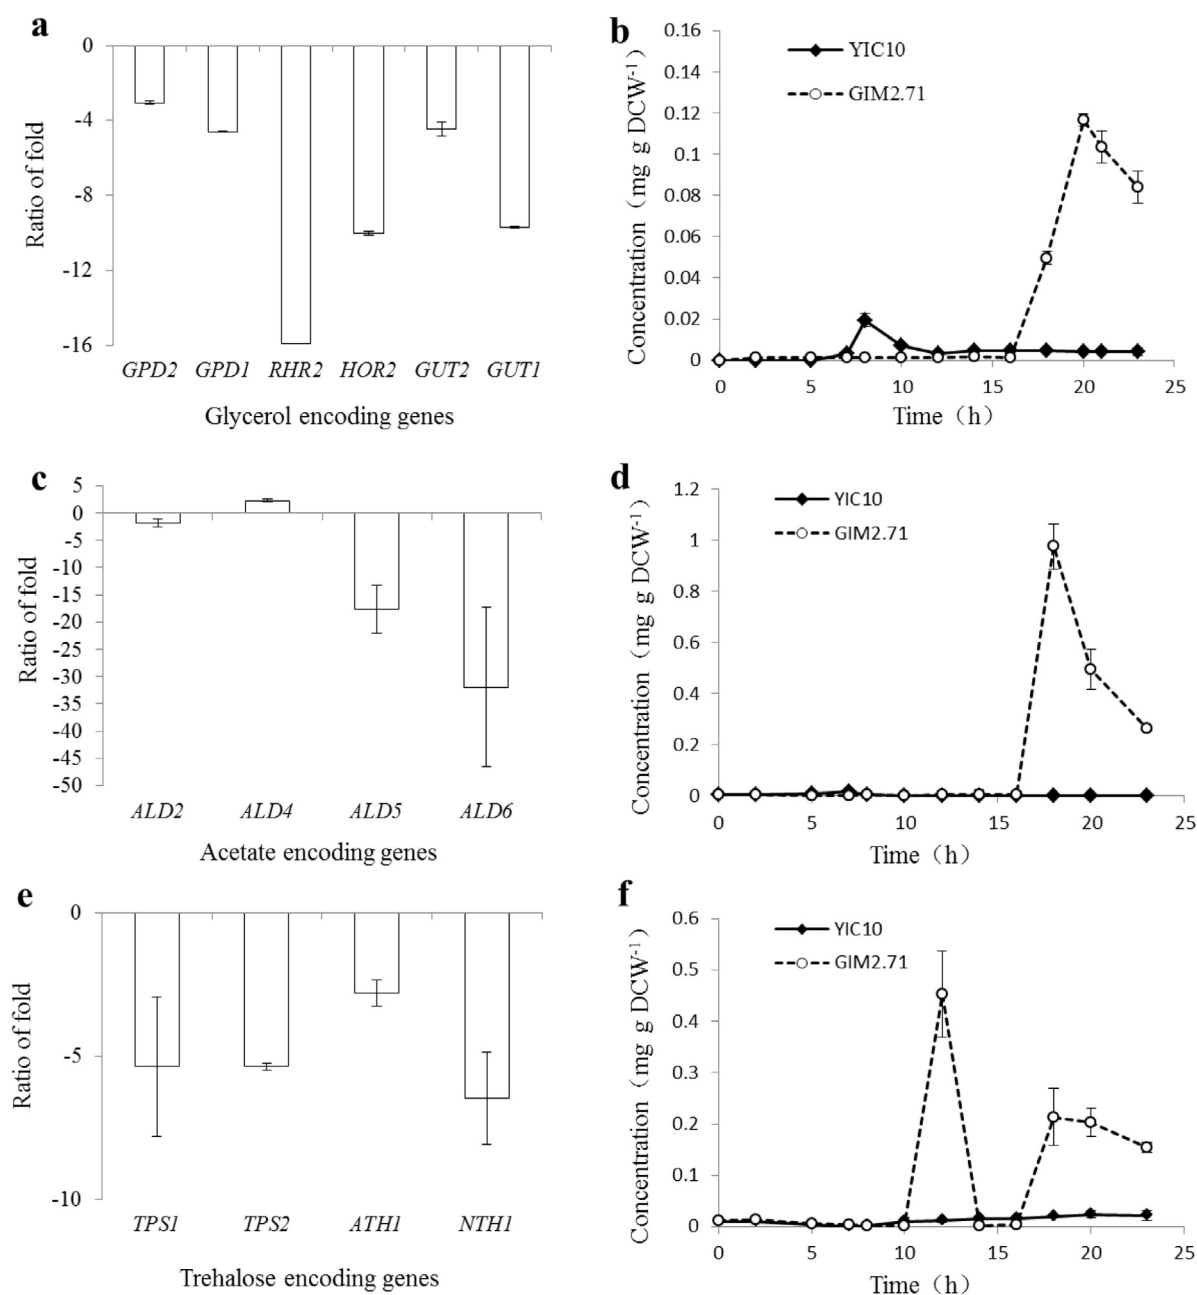 a
0
-4
-8
-12
-16
Ratio of fold
GPD2 GPD1 RHR2 HOR2 GUT2 GUT1
Glycerol encoding genes
b
YIC10
GIM2.71
0.16
0.14
0.12
0.1
0.08
0.06
0.04
0.02
0
Concentration (mg g DCW-1)
0 5 10 15 20 25
Time (h)
c
5
0
-5
-10
-15
-20
-25
-30
-35
-40
-45
-50
Ratio of fold
ALD2 ALD4 ALD5 ALD6
Acetate encoding genes
d
YIC10
GIM2.71
1.2
1
0.8
0.6
0.4
0.2
0
Concentration (mg g DCW-1)
0 5 10 15 20 25
Time (h)
e
0
-5
-10
Ratio of fold
TPS1 TPS2 ATH1 NTH1
Trehalose encoding genes
f
YIC10
GIM2.71
0.6
0.5
0.4
0.3
0.2
0.1
0
Concentration (mg g DCW-1)
0 5 10 15 20 25
Time (h)